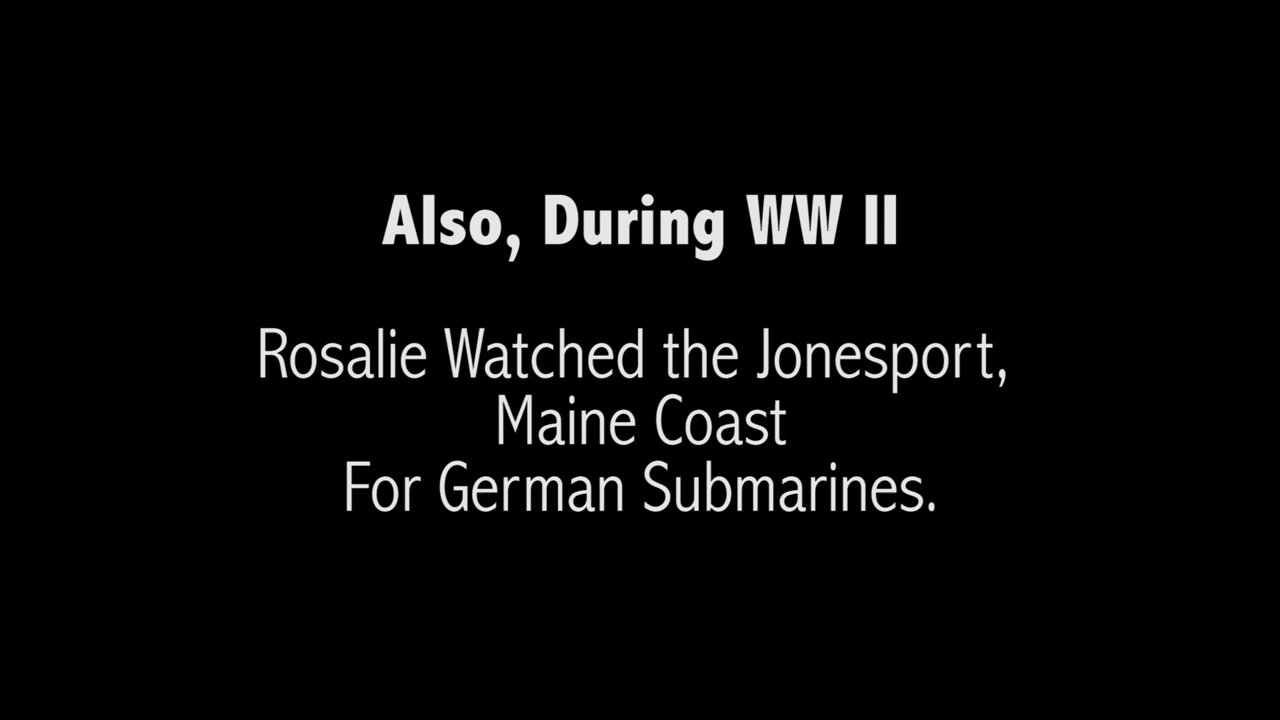 Also, During WW II
Rosalie Watched the Jonesport,
Maine Coast
For German Submarines.